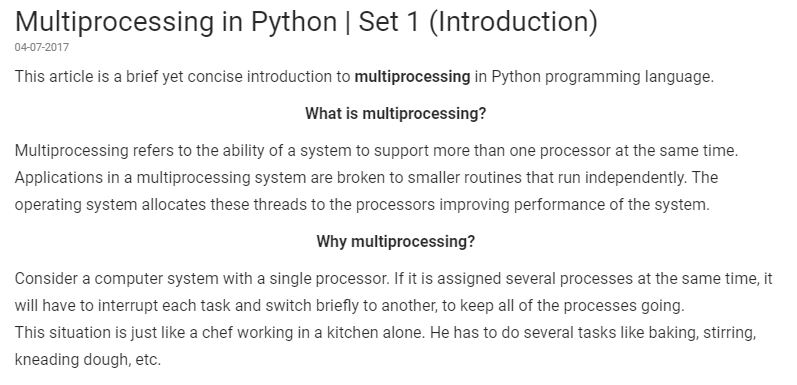 Multiprocessing in Python | Set 1 (Introduction)
04-07-2017
This article is a brief yet concise introduction to multiprocessing in Python programming language.
What is multiprocessing?
Multiprocessing refers to the ability of a system to support more than one processor at the same time.
Applications in a multiprocessing system are broken to smaller routines that run independently. The
operating system allocates these threads to the processors improving performance of the system.
Why multiprocessing?
Consider a computer system with a single processor. If it is assigned several processes at the same time, it
will have to interrupt each task and switch briefly to another, to keep all of the processes going.
This situation is just like a chef working in a kitchen alone. He has to do several tasks like baking, stirring,
kneading dough, etc.